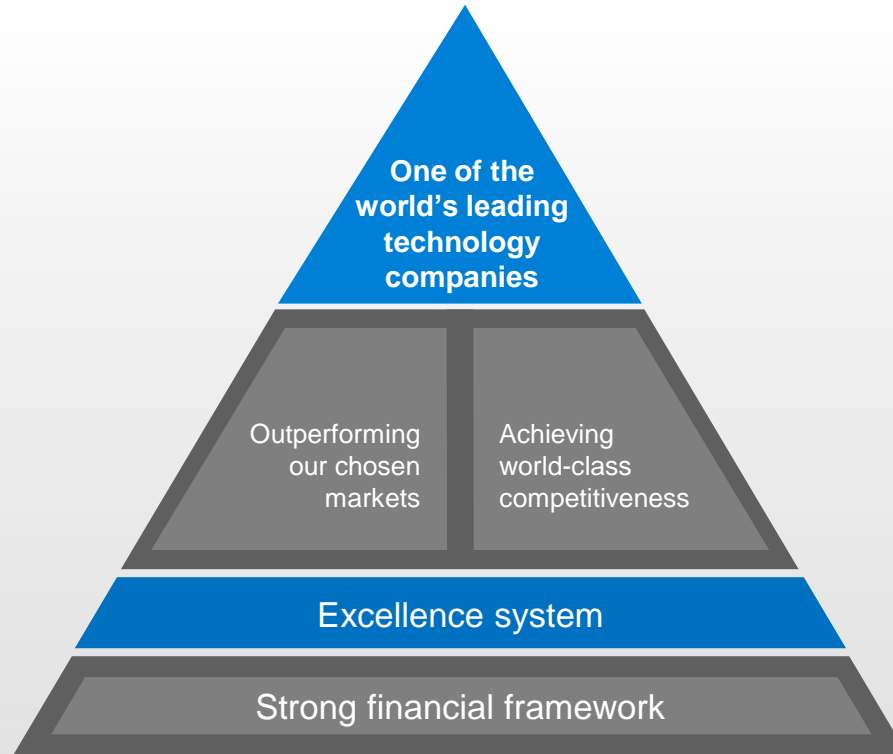 One of the
world’s leading
technology
companies
Outperforming
our chosen
markets
Achieving
world-class
competitiveness
Excellence system
Strong financial framework